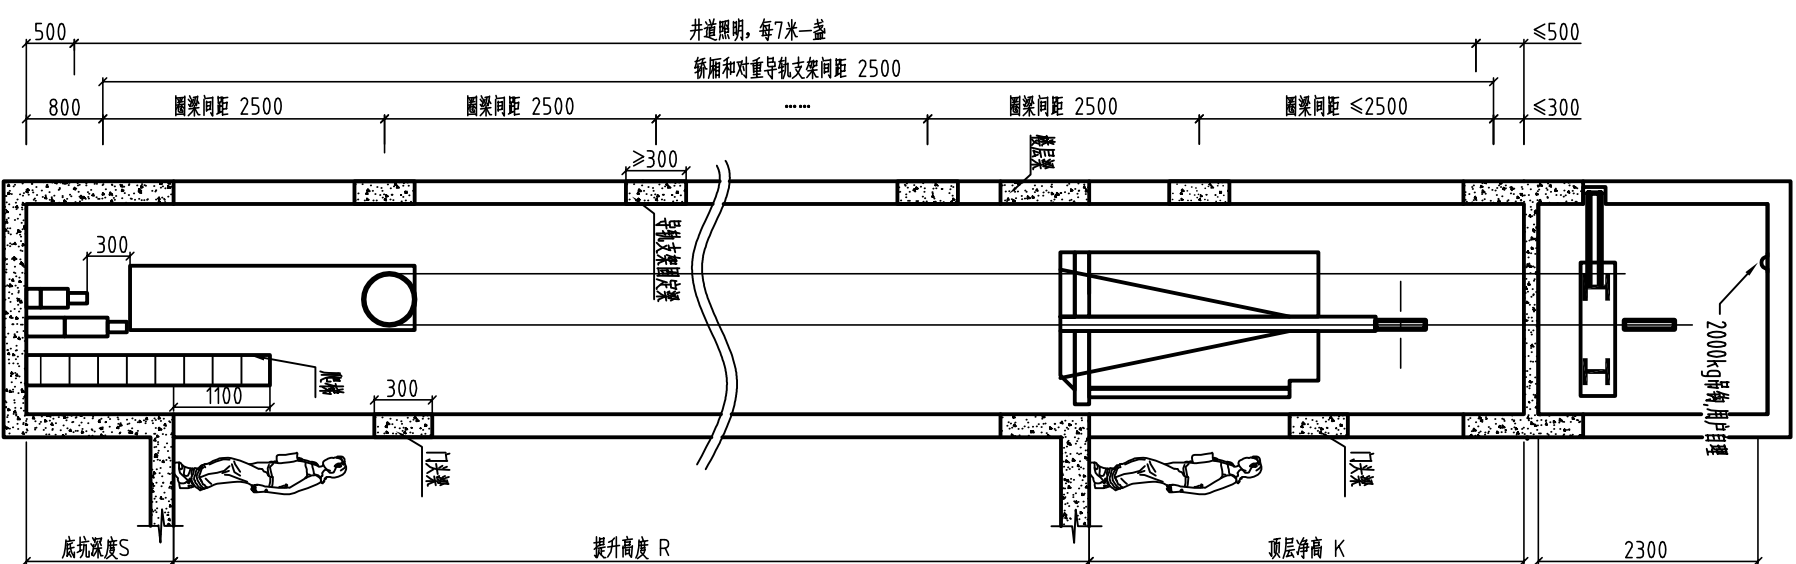 500
井道照明，每7米一盏
≤500
轿厢和对重导轨支架间距 2500
800
圈梁间距 2500
圈梁间距 2500
……
圈梁间距 2500
圈梁间距 ≤2500
≤300
≥300
楼层梁
导轨支架固定梁
300
爬梯
1100
300
门头梁
门头梁
2000kg吊钩,用户自理
底坑深度S
提升高度 R
顶层净高 K
2300